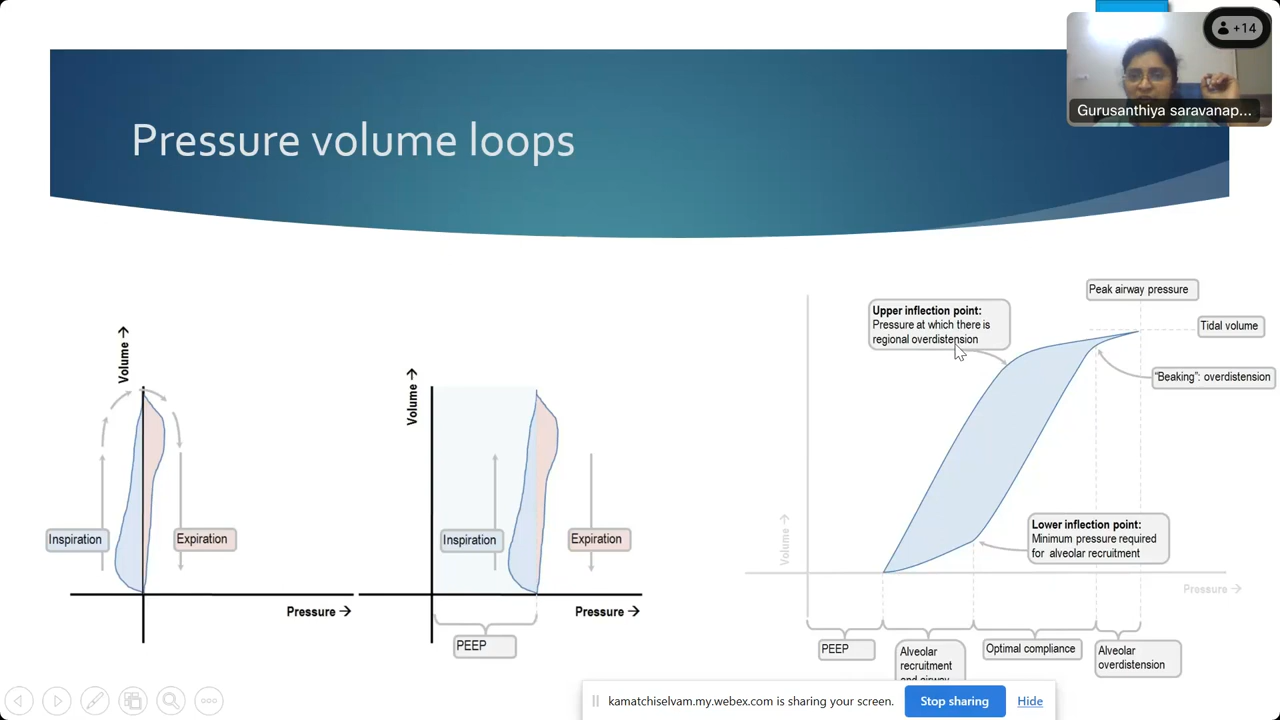 +14
Gurusanthiya saravanap...
Pressure volume loops
Volume →
Inspiration
Expiration
Pressure →
Volume →
Inspiration
Expiration
Pressure →
PEEP
Peak airway pressure
Upper inflection point:
Pressure at which there is
regional overdistension
Tidal volume
"Beaking": overdistension
Lower inflection point:
Minimum pressure required
for alveolar recruitment
Volume →
Pressure →
PEEP
Alveolar
recruitment
and airway
Optimal compliance
Alveolar
overdistension
kamatchiselvam.my.webex.com is sharing your screen.
Stop sharing
Hide